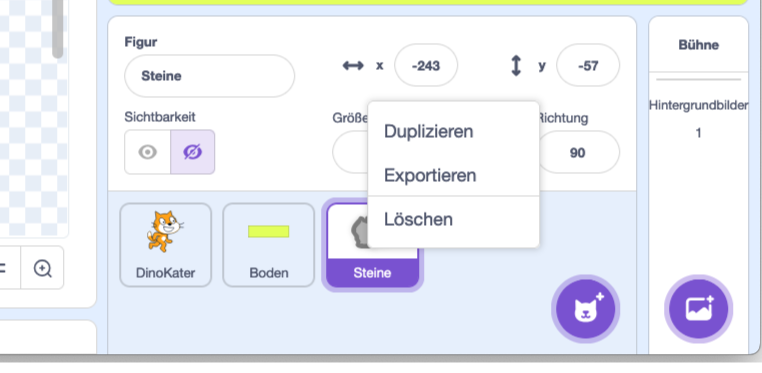 Figur
Steine
x
-243
y
-57
Sichtbarkeit
Größe
Richtung
90
Duplizieren
Exportieren
Löschen
DinoKater
Boden
Steine
Bühne
Hintergrundbilder
1